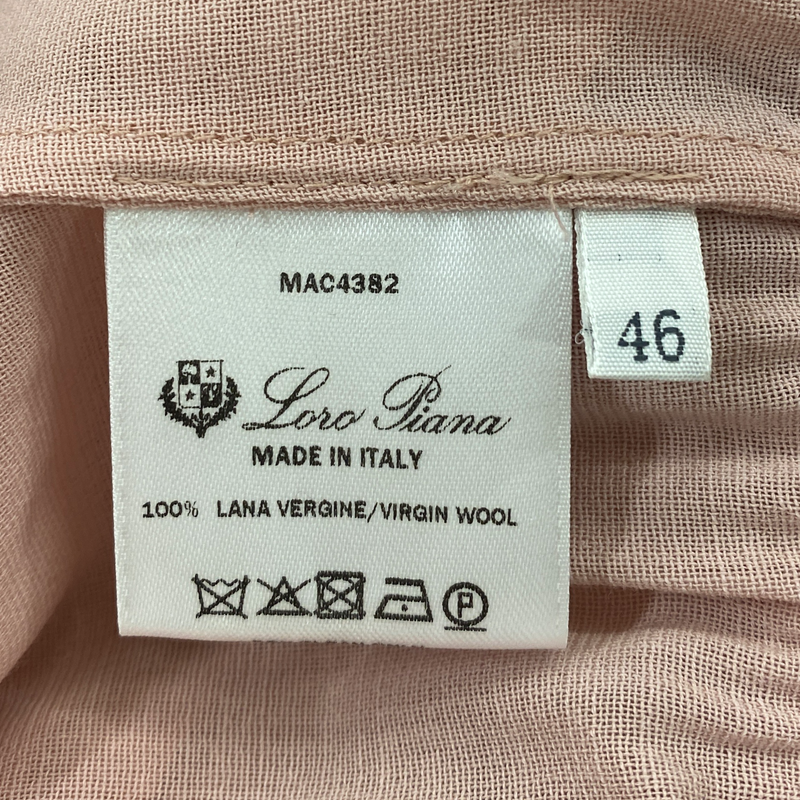 MAC4382
46
Loro Piana
MADE IN ITALY
100% LANA VERGINE/VIRGIN WOOL
P